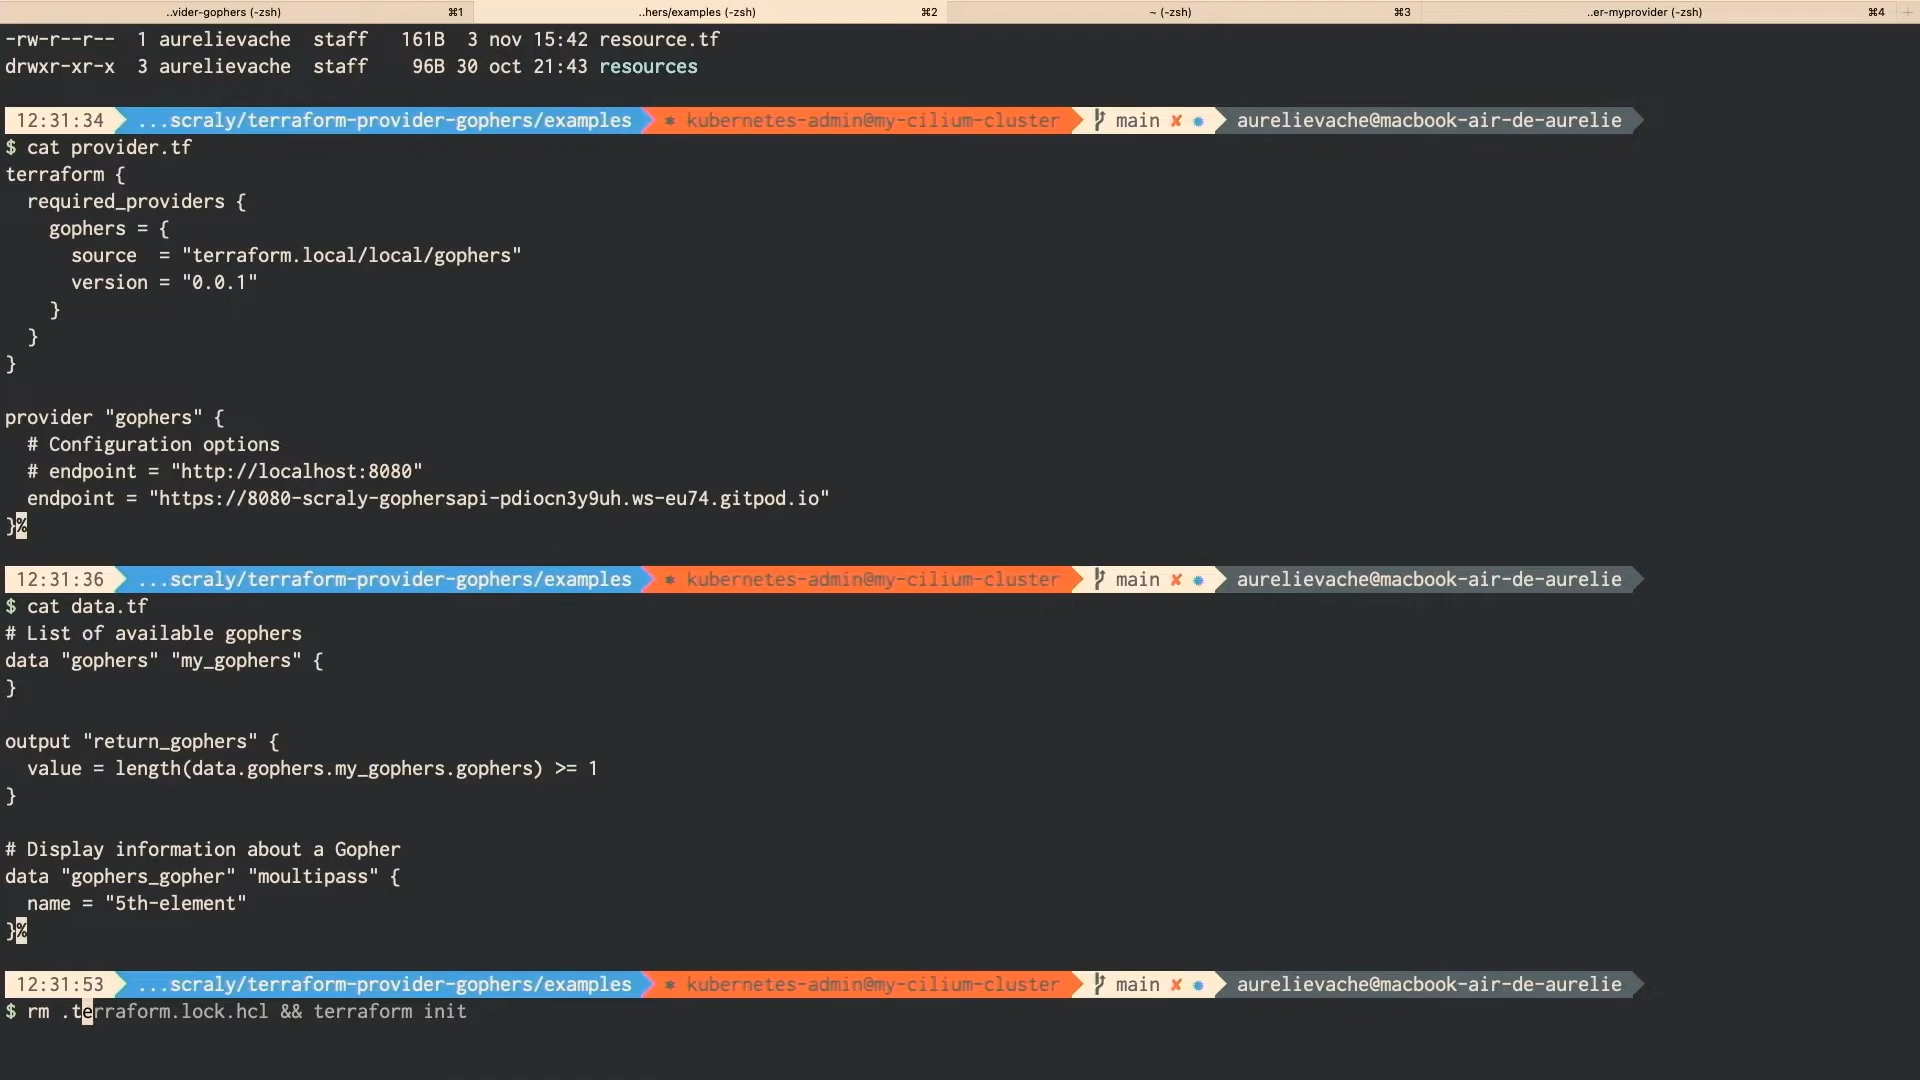 ..vider-gophers (-zsh) ⌘1 ..hers/examples (-zsh) ⌘2 ~ (-zsh) ⌘3 ..er-myprovider (-zsh) ⌘4 +
-rw-r--r--  1 aurelievache  staff   161B  3 nov 15:42 resource.tf
drwxr-xr-x  3 aurelievache  staff    96B 30 oct 21:43 resources
12:31:34 ...scraly/terraform-provider-gophers/examples ⎈ kubernetes-admin@my-cilium-cluster main ✘ ● aurelievache@macbook-air-de-aurelie
$ cat provider.tf
terraform {
  required_providers {
    gophers = {
      source  = "terraform.local/local/gophers"
      version = "0.0.1"
    }
  }
}
provider "gophers" {
  # Configuration options
  # endpoint = "http://localhost:8080"
  endpoint = "https://8080-scraly-gophersapi-pdiocn3y9uh.ws-eu74.gitpod.io"
}%
12:31:36 ...scraly/terraform-provider-gophers/examples ⎈ kubernetes-admin@my-cilium-cluster main ✘ ● aurelievache@macbook-air-de-aurelie
$ cat data.tf
# List of available gophers
data "gophers" "my_gophers" {
}
output "return_gophers" {
  value = length(data.gophers.my_gophers.gophers) >= 1
}
# Display information about a Gopher
data "gophers_gopher" "moultipass" {
  name = "5th-element"
}%
12:31:53 ...scraly/terraform-provider-gophers/examples ⎈ kubernetes-admin@my-cilium-cluster main ✘ ● aurelievache@macbook-air-de-aurelie
$ rm .terraform.lock.hcl && terraform init